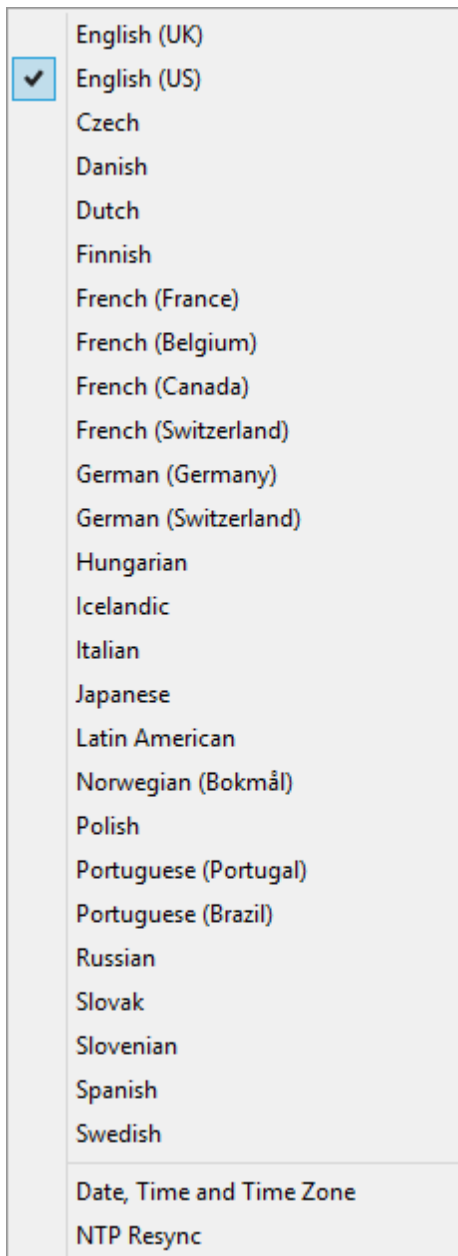 English (UK)
English (US)
Czech
Danish
Dutch
Finnish
French (France)
French (Belgium)
French (Canada)
French (Switzerland)
German (Germany)
German (Switzerland)
Hungarian
Icelandic
Italian
Japanese
Latin American
Norwegian (Bokmål)
Polish
Portuguese (Portugal)
Portuguese (Brazil)
Russian
Slovak
Slovenian
Spanish
Swedish
Date, Time and Time Zone
NTP Resync